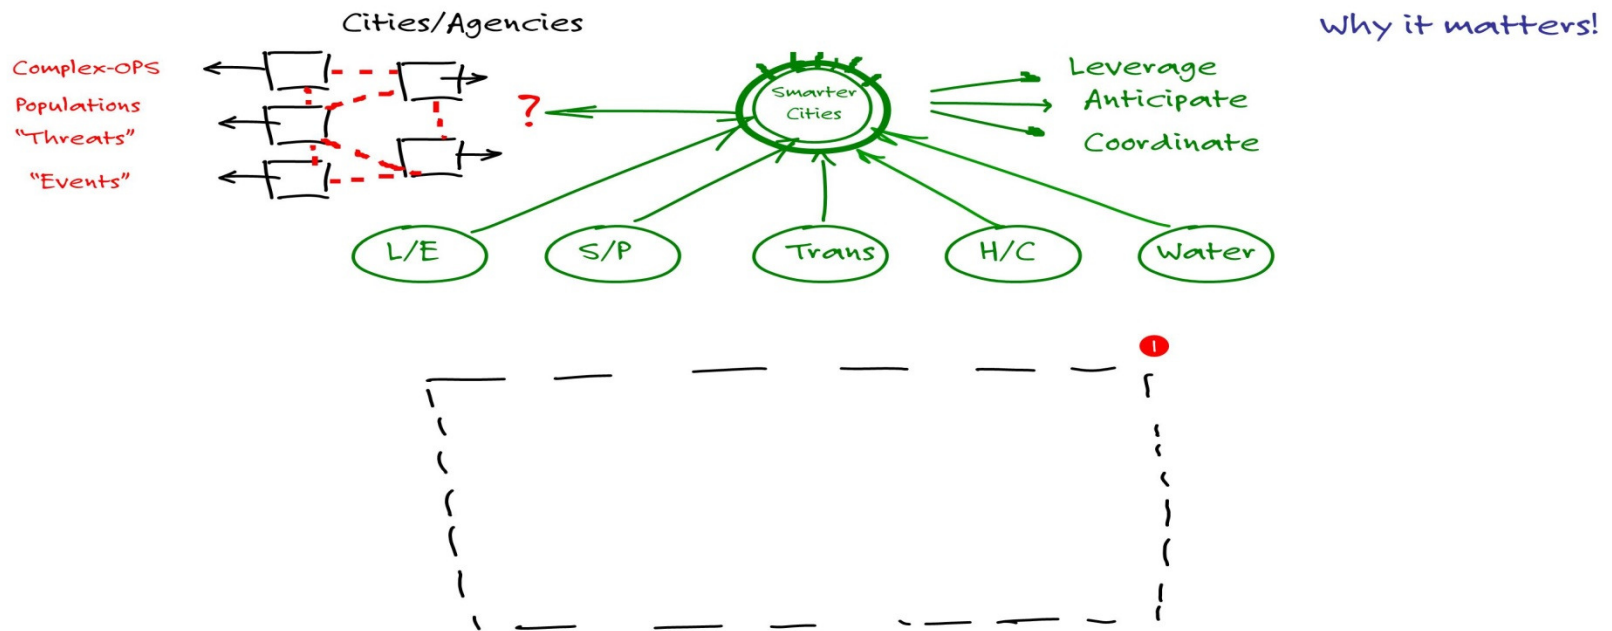 Cities/Agencies
Why it matters!
Complex-OPS
Populations
"Threats"
"Events"
?
Smarter
Cities
Leverage
Anticipate
Coordinate
L/E
S/P
Trans
H/C
Water
1